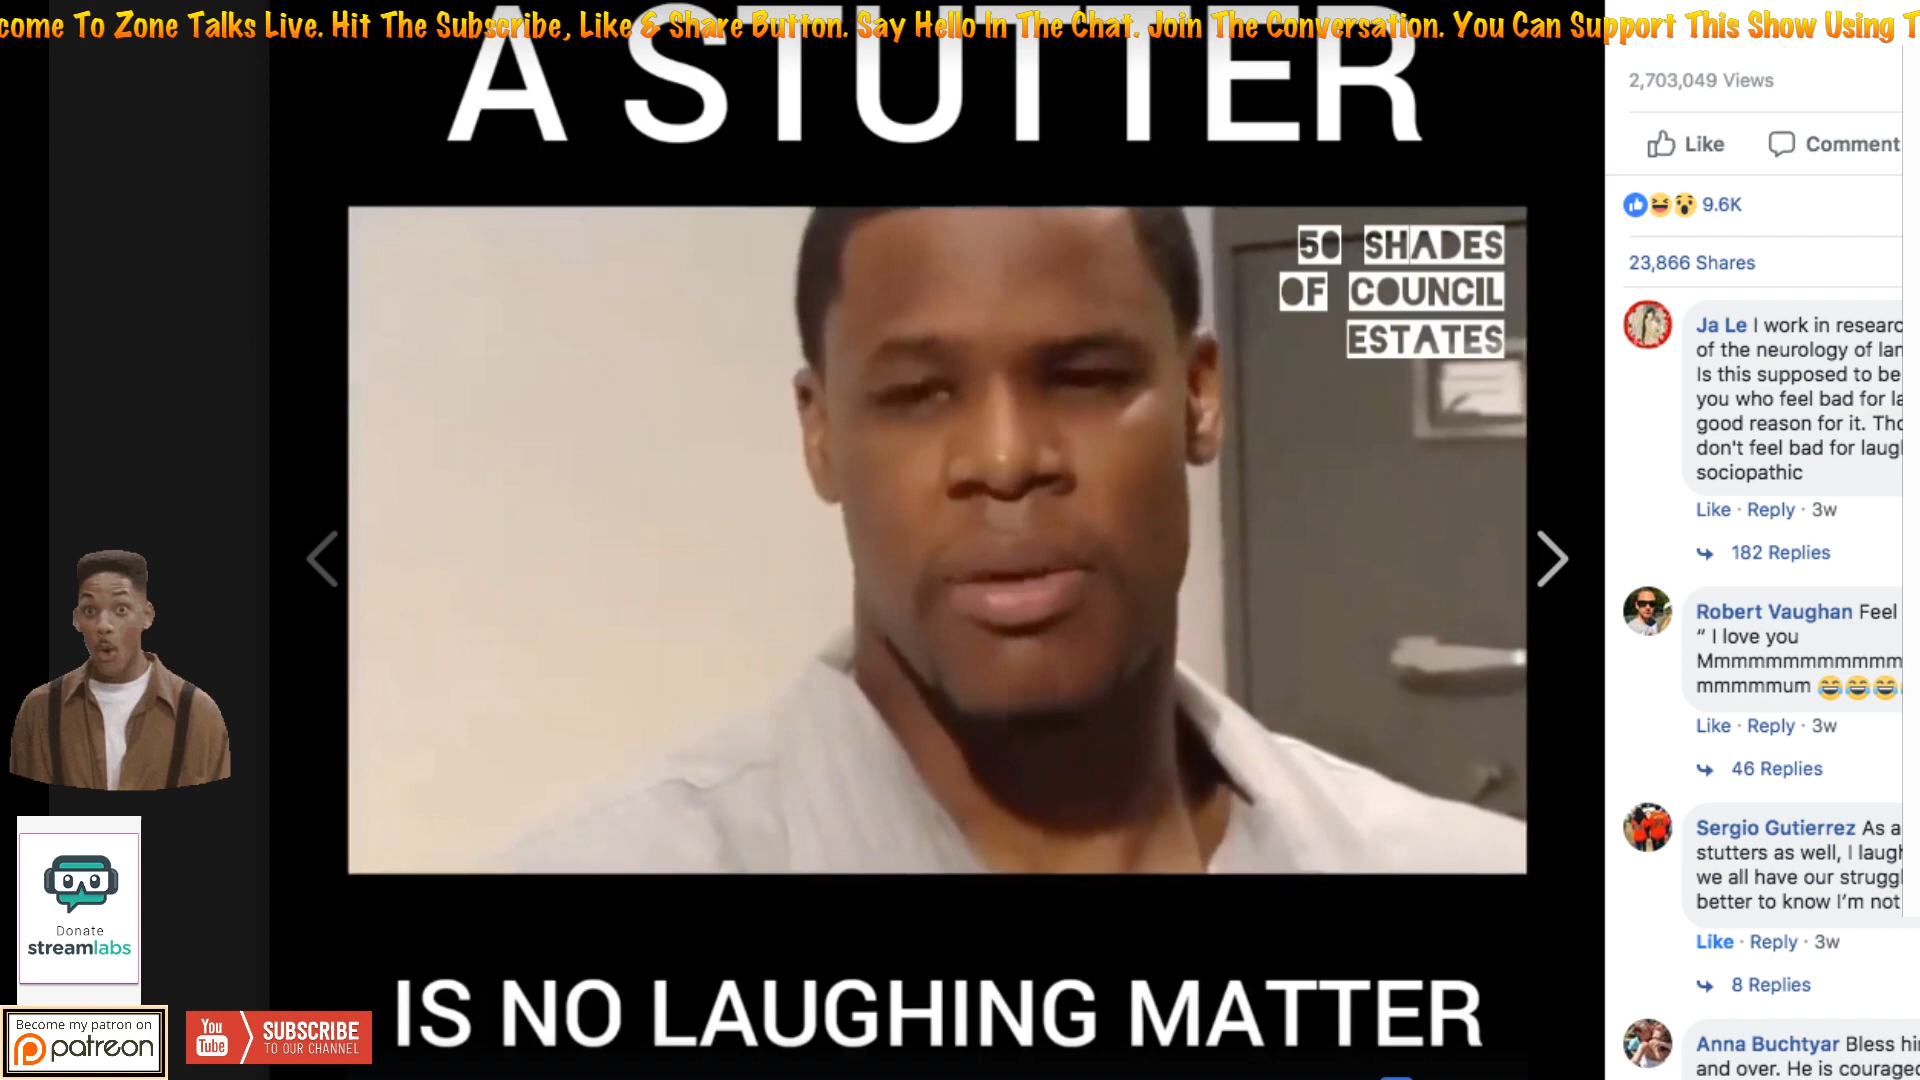 come To Zone Talks Live. Hit The Subscribe, Like & Share Button. Say Hello In The Chat. Join The Conversation. You Can Support This Show Using T
A STUTTER
50 SHADES
OF COUNCIL
ESTATES
IS NO LAUGHING MATTER
Donate
streamlabs
Become my patron on
patreon
You
Tube
SUBSCRIBE
TO OUR CHANNEL
2,703,049 Views
Like Comment
9.6K
23,866 Shares
Ja Le I work in researc
of the neurology of lan
Is this supposed to be
you who feel bad for la
good reason for it. Tho
don't feel bad for laugh
sociopathic
Like · Reply · 3w
182 Replies
Robert Vaughan Feel
“ I love you
Mmmmmmmmmmmm
mmmmmum
Like · Reply · 3w
46 Replies
Sergio Gutierrez As a
stutters as well, I laugh
we all have our struggl
better to know I’m not
Like · Reply · 3w
8 Replies
Anna Buchtyar Bless hi
and over. He is courageo